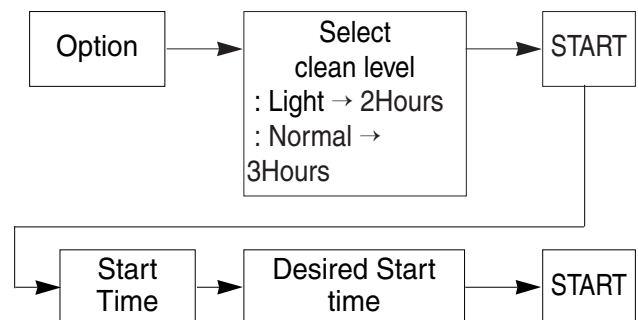 Option
Select
clean level
: Light → 2Hours
: Normal →
3Hours
START
Start
Time
Desired Start
time
START